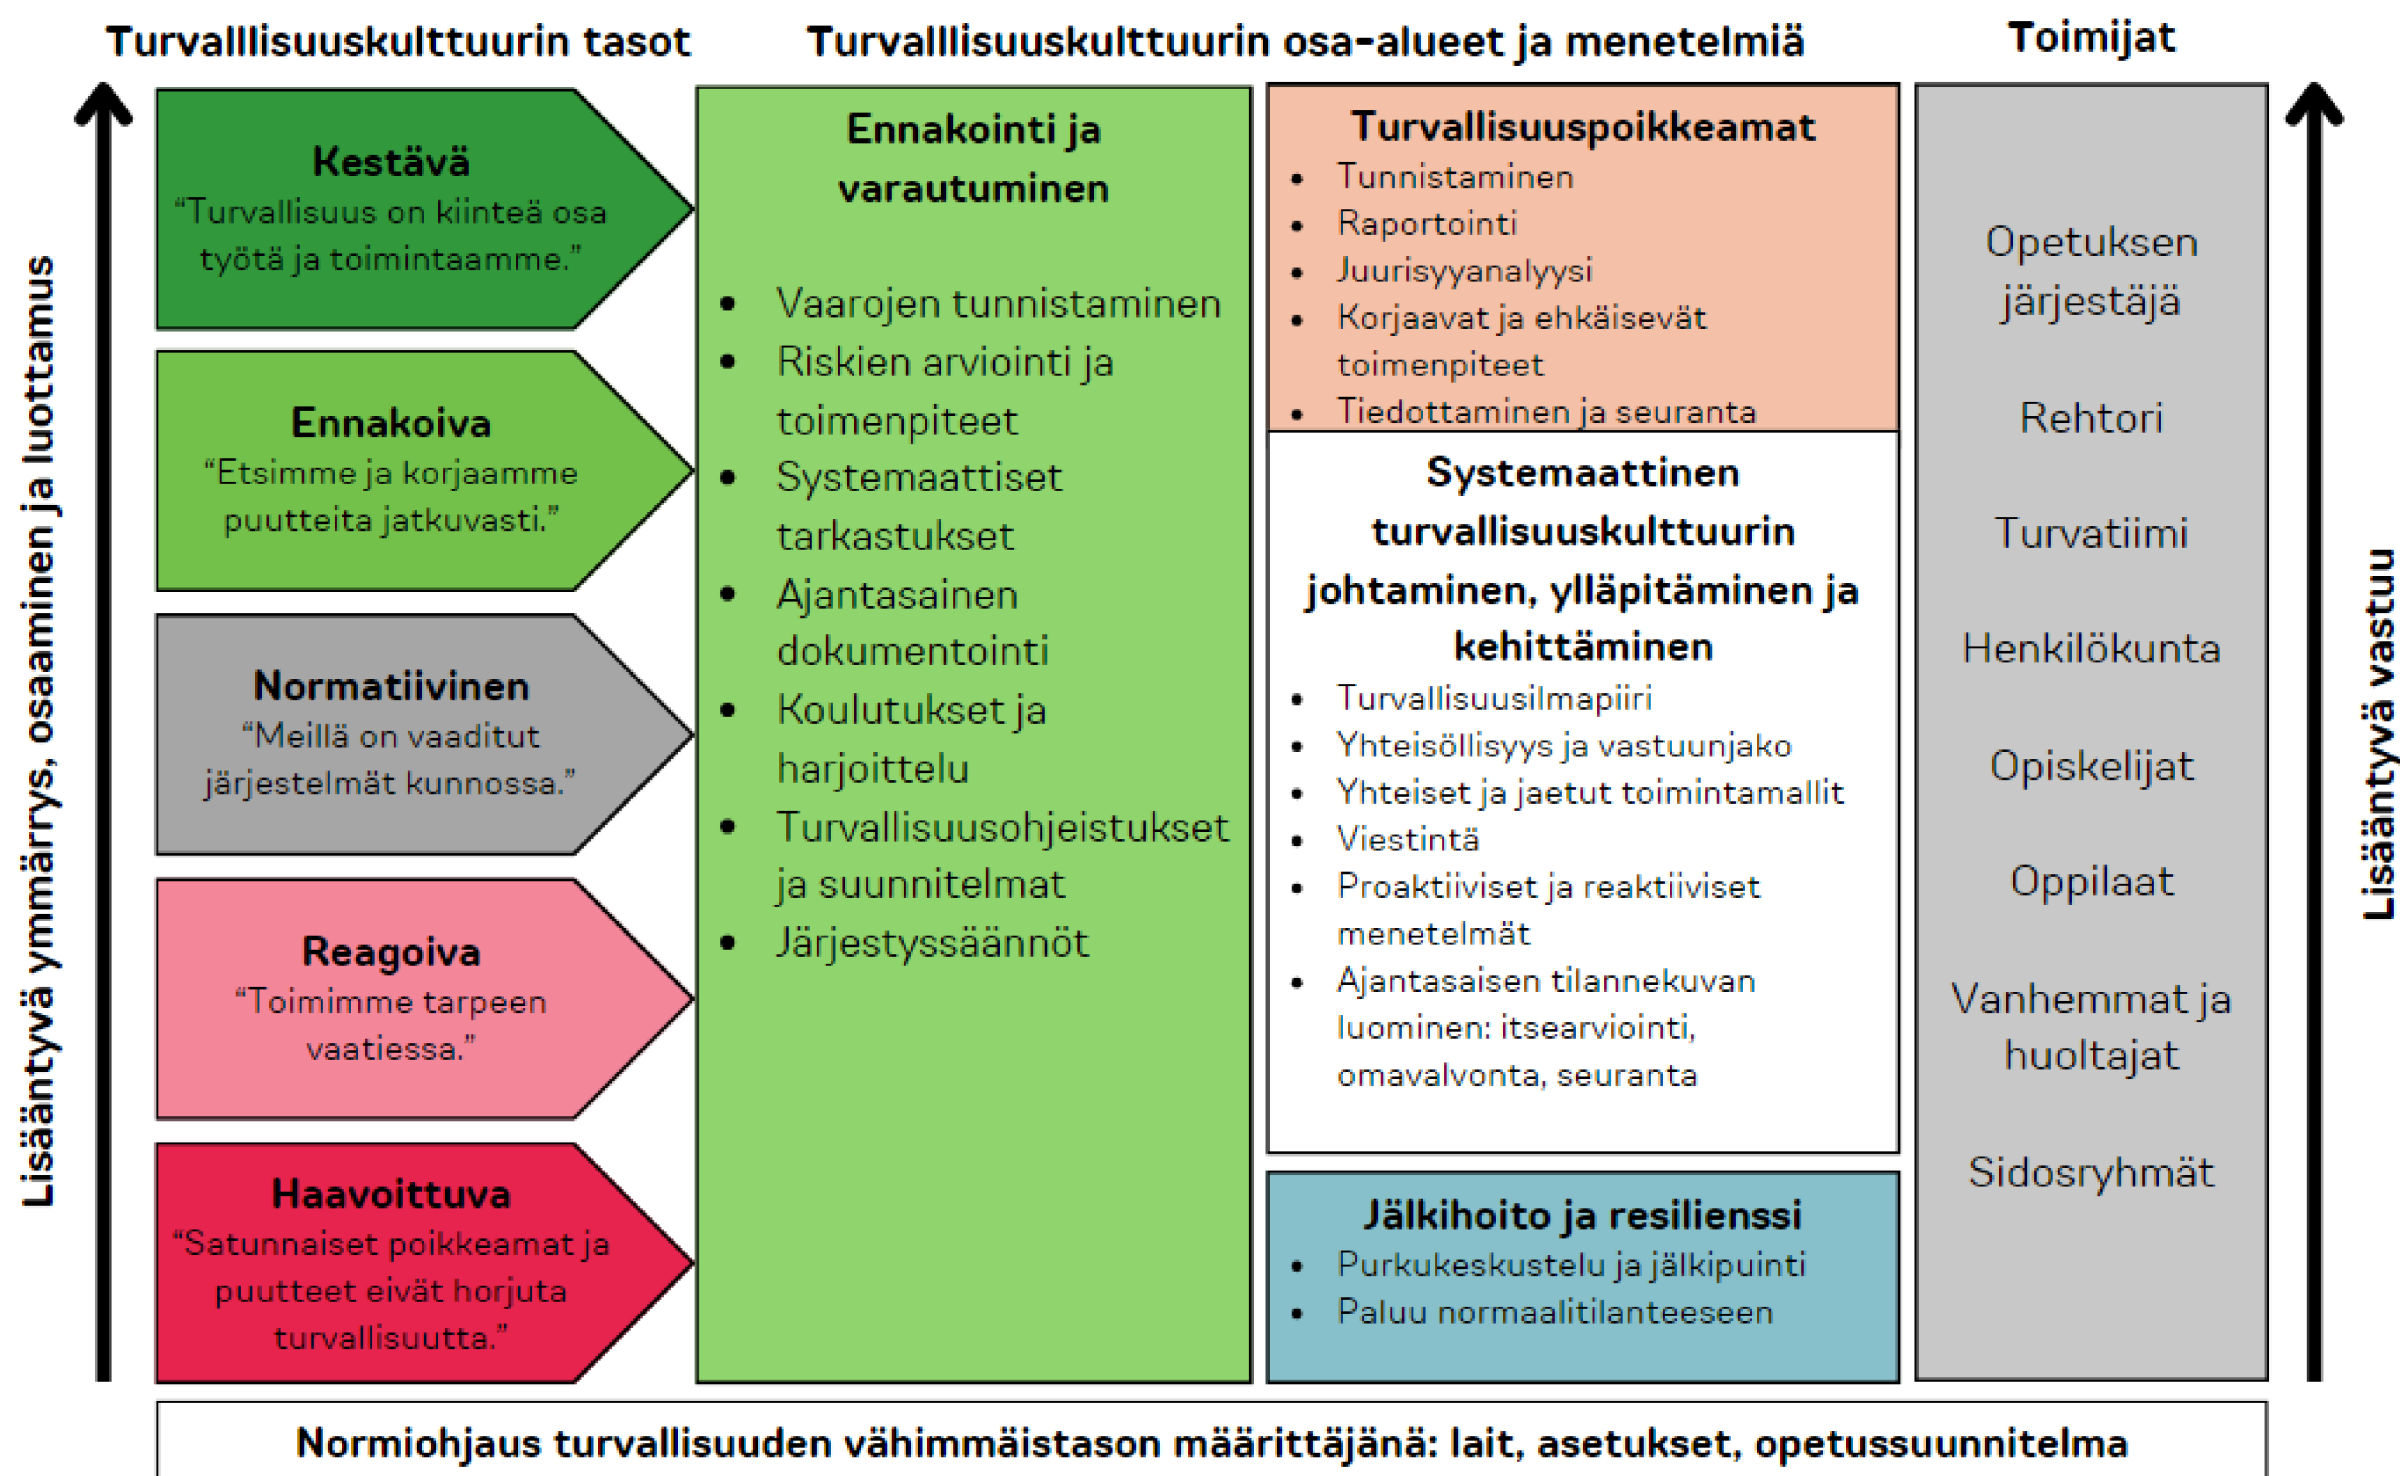 Turvalllisuuskulttuurin tasot
Turvalllisuuskulttuurin osa-alueet ja menetelmiä
Toimijat
Lisääntyvä ymmärrys, osaaminen ja luottamus
Kestävä
“Turvallisuus on kiinteä osa
työtä ja toimintaamme.”
Ennakoiva
“Etsimme ja korjaamme
puutteita jatkuvasti.”
Normatiivinen
“Meillä on vaaditut
järjestelmät kunnossa.”
Reagoiva
“Toimimme tarpeen
vaatiessa.”
Haavoittuva
“Satunnaiset poikkeamat ja
puutteet eivät horjuta
turvallisuutta.”
Ennakointi ja
varautuminen
• Vaarojen tunnistaminen
• Riskien arviointi ja
toimenpiteet
• Systemaattiset
tarkastukset
• Ajantasainen
dokumentointi
• Koulutukset ja
harjoittelu
• Turvallisuusohjeistukset
ja suunnitelmat
• Järjestyssäännöt
Turvallisuuspoikkeamat
• Tunnistaminen
• Raportointi
• Juurisyyanalyysi
• Korjaavat ja ehkäisevät
toimenpiteet
• Tiedottaminen ja seuranta
Systemaattinen
turvallisuuskulttuurin
johtaminen, ylläpitäminen ja
kehittäminen
• Turvallisuusilmapiiri
• Yhteisöllisyys ja vastuunjako
• Yhteiset ja jaetut toimintamallit
• Viestintä
• Proaktiiviset ja reaktiiviset
menetelmät
• Ajantasaisen tilannekuvan
luominen: itsearviointi,
omavalvonta, seuranta
Jälkihoito ja resilienssi
• Purkukeskustelu ja jälkipuinti
• Paluu normaalitilanteeseen
Opetuksen
järjestäjä
Rehtori
Turvatiimi
Henkilökunta
Opiskelijat
Oppilaat
Vanhemmat ja
huoltajat
Sidosryhmät
Lisääntyvä vastuu
Normiohjaus turvallisuuden vähimmäistason määrittäjänä: lait, asetukset, opetussuunnitelma